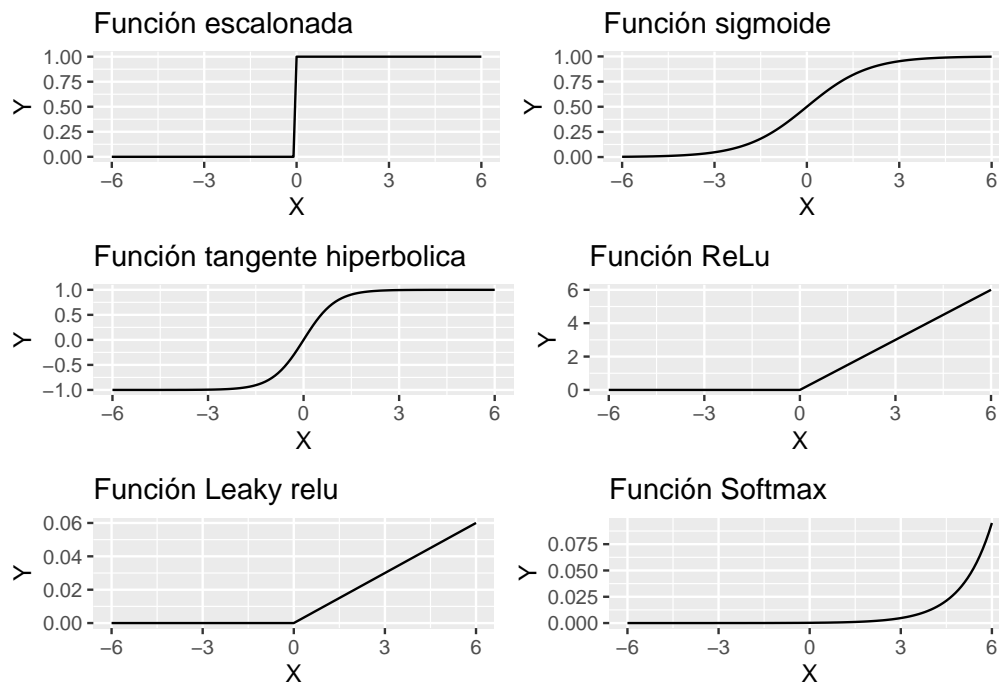 Función escalonada
1.00
0.75
0.50
0.25
0.00
Y
−6 −3 0 3 6
X
Función sigmoide
1.00
0.75
0.50
0.25
0.00
Y
−6 −3 0 3 6
X
Función tangente hiperbolica
1.0
0.5
0.0
−0.5
−1.0
Y
−6 −3 0 3 6
X
Función ReLu
6
4
2
0
Y
−6 −3 0 3 6
X
Función Leaky relu
0.06
0.04
0.02
0.00
Y
−6 −3 0 3 6
X
Función Softmax
0.075
0.050
0.025
0.000
Y
−6 −3 0 3 6
X